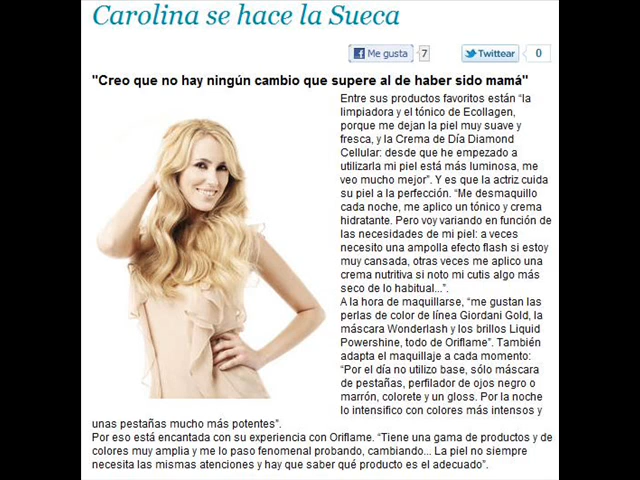 Carolina se hace la Sueca
Me gusta 7 Twittear 0
"Creo que no hay ningún cambio que supere al de haber sido mamá"
Entre sus productos favoritos están “la
limpiadora y el tónico de Ecollagen,
porque me dejan la piel muy suave y
fresca, y la Crema de Día Diamond
Cellular: desde que he empezado a
utilizarla mi piel está más luminosa, me
veo mucho mejor”. Y es que la actriz cuida
su piel a la perfección. “Me desmaquillo
cada noche, me aplico un tónico y crema
hidratante. Pero voy variando en función de
las necesidades de mi piel: a veces
necesito una ampolla efecto flash si estoy
muy cansada, otras veces me aplico una
crema nutritiva si noto mi cutis algo más
seco de lo habitual...”.
A la hora de maquillarse, “me gustan las
perlas de color de línea Giordani Gold, la
máscara Wonderlash y los brillos Liquid
Powershine, todo de Oriflame”. También
adapta el maquillaje a cada momento:
“Por el día no utilizo base, sólo máscara
de pestañas, perfilador de ojos negro o
marrón, colorete y un gloss. Por la noche
lo intensifico con colores más intensos y
unas pestañas mucho más potentes”.
Por eso está encantada con su experiencia con Oriflame. “Tiene una gama de productos y de
colores muy amplia y me lo paso fenomenal probando, cambiando... La piel no siempre
necesita las mismas atenciones y hay que saber qué producto es el adecuado”.